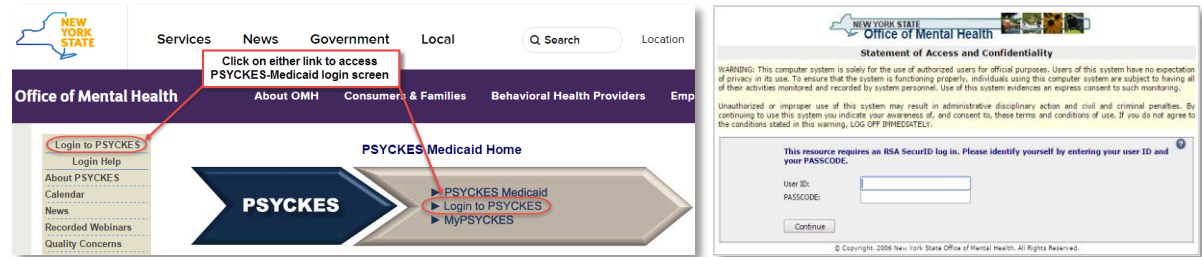 NEW
YORK
STATE
Services News Government Local Search Location
Click on either link to access
PSYCKES-Medicaid login screen
Office of Mental Health About OMH Consumers & Families Behavioral Health Providers Emp
Login to PSYCKES
Login Help
About PSYCKES
Calendar
News
Recorded Webinars
Quality Concerns
PSYCKES Medicaid Home
PSYCKES
► PSYCKES Medicaid
► Login to PSYCKES
► MyPSYCKES
NEW YORK STATE
Office of Mental Health
Statement of Access and Confidentiality
WARNING: This computer system is solely for the use of authorized users for official purposes. Users of this system have no expectation
of privacy in its use. To ensure that the system is functioning properly, individuals using this computer system are subject to having all
of their activities monitored and recorded by system personnel. Use of this system evidences an express consent to such monitoring.
Unauthorized or improper use of this system may result in administrative disciplinary action and civil and criminal penalties. By
continuing to use this system you indicate your awareness of, and consent to, these terms and conditions of use. If you do not agree to
the conditions stated in this warning, LOG OFF IMMEDIATELY.
This resource requires an RSA SecurID log in. Please identify yourself by entering your user ID and
your PASSCODE.
User ID:
PASSCODE:
Continue
© Copyright. 2006 New York State Office of Mental Health. All Rights Reserved.